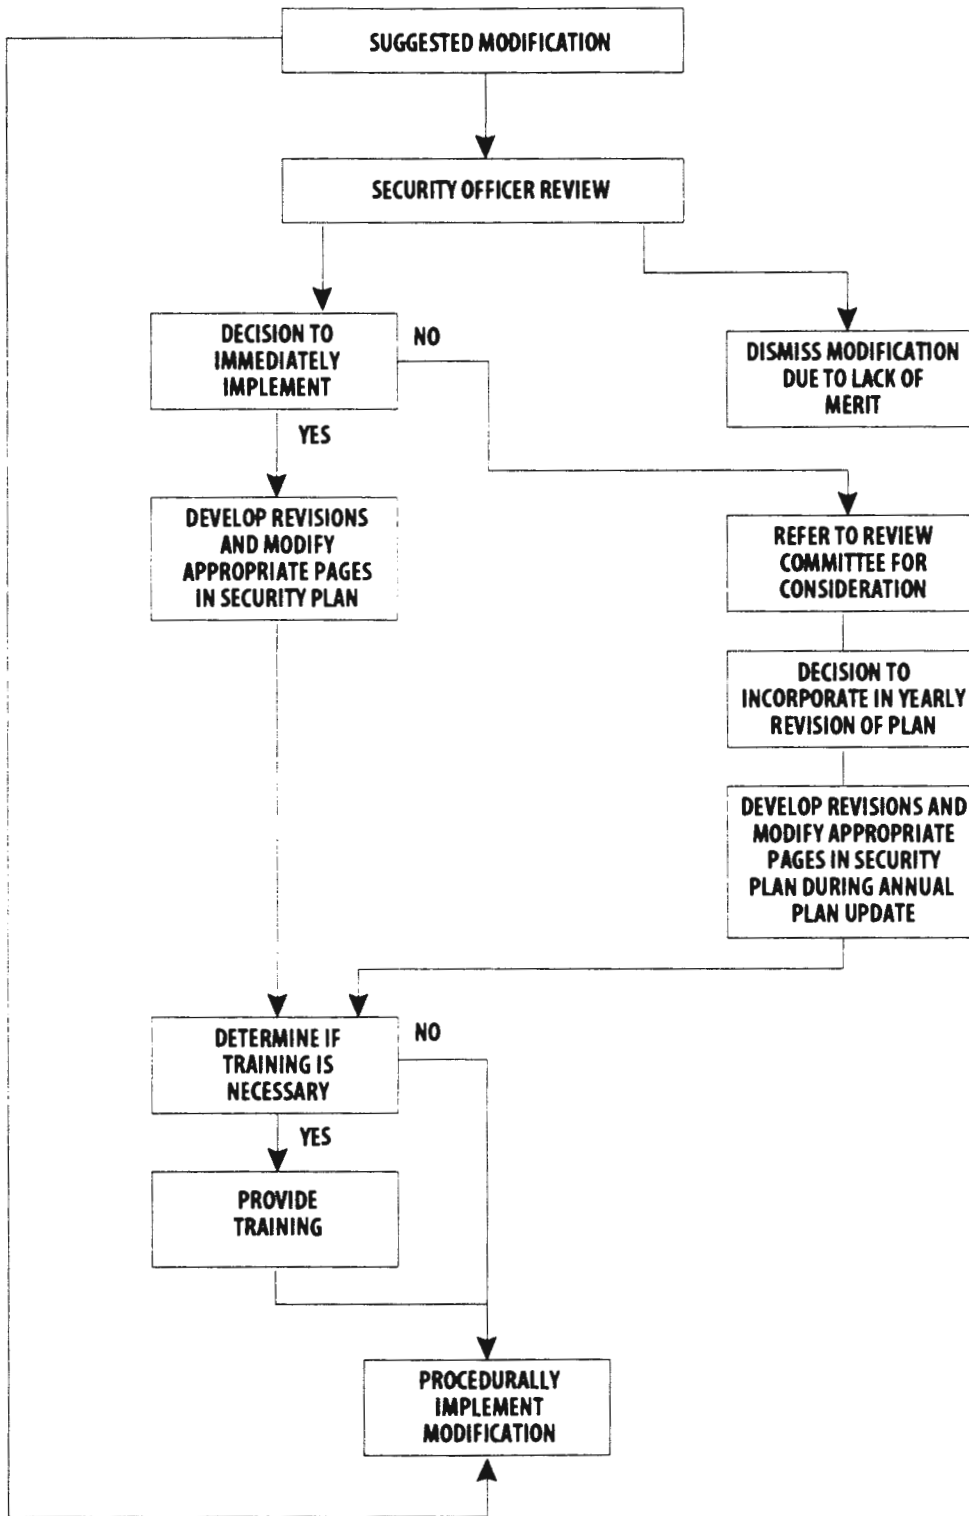 SUGGESTED MODIFICATION
SECURITY OFFICER REVIEW
DECISION TO
IMMEDIATELY
IMPLEMENT
NO
YES
DISMISS MODIFICATION
DUE TO LACK OF
MERIT
DEVELOP REVISIONS
AND MODIFY
APPROPRIATE PAGES
IN SECURITY PLAN
REFER TO REVIEW
COMMITTEE FOR
CONSIDERATION
DECISION TO
INCORPORATE IN YEARLY
REVISION OF PLAN
DEVELOP REVISIONS AND
MODIFY APPROPRIATE
PAGES IN SECURITY
PLAN DURING ANNUAL
PLAN UPDATE
DETERMINE IF
TRAINING IS
NECESSARY
NO
YES
PROVIDE
TRAINING
PROCEDURALLY
IMPLEMENT
MODIFICATION